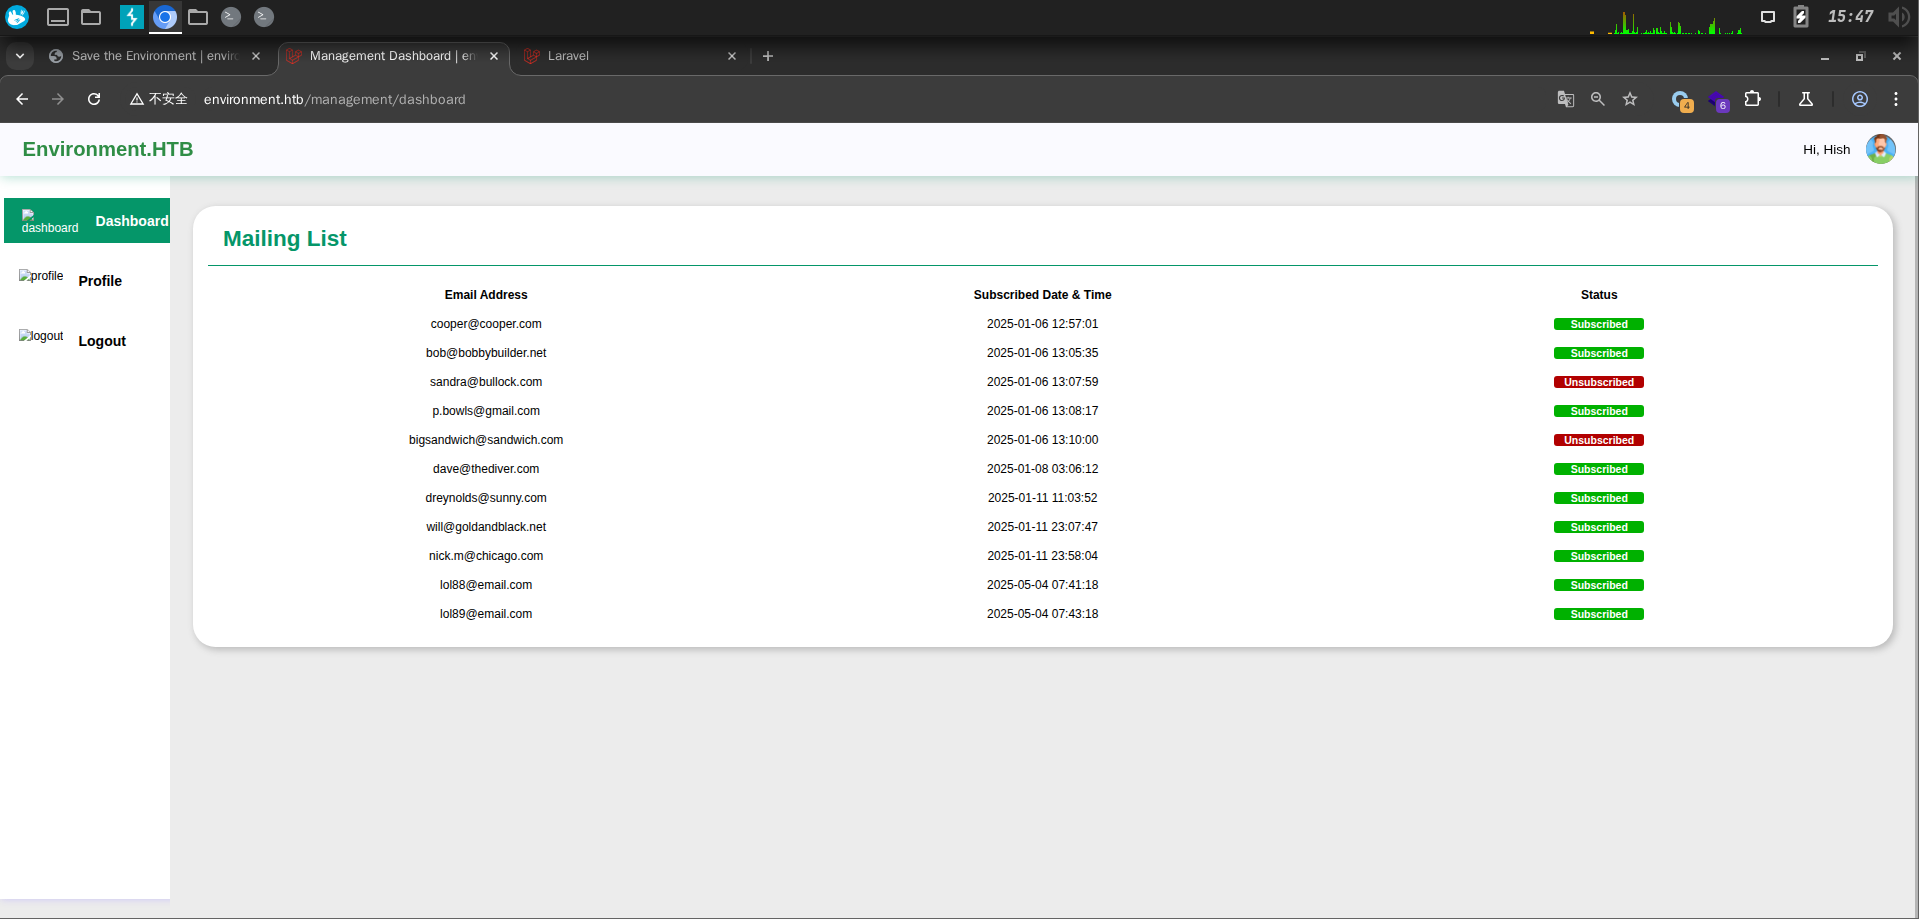 15:47
Save the Environment | enviro
Management Dashboard | en
Laravel
不安全 environment.htb/management/dashboard
4
6
Environment.HTB
Hi, Hish
dashboard Dashboard
profile Profile
logout Logout
Mailing List
Email Address Subscribed Date & Time Status
cooper@cooper.com 2025-01-06 12:57:01 Subscribed
bob@bobbybuilder.net 2025-01-06 13:05:35 Subscribed
sandra@bullock.com 2025-01-06 13:07:59 Unsubscribed
p.bowls@gmail.com 2025-01-06 13:08:17 Subscribed
bigsandwich@sandwich.com 2025-01-06 13:10:00 Unsubscribed
dave@thediver.com 2025-01-08 03:06:12 Subscribed
dreynolds@sunny.com 2025-01-11 11:03:52 Subscribed
will@goldandblack.net 2025-01-11 23:07:47 Subscribed
nick.m@chicago.com 2025-01-11 23:58:04 Subscribed
lol88@email.com 2025-05-04 07:41:18 Subscribed
lol89@email.com 2025-05-04 07:43:18 Subscribed